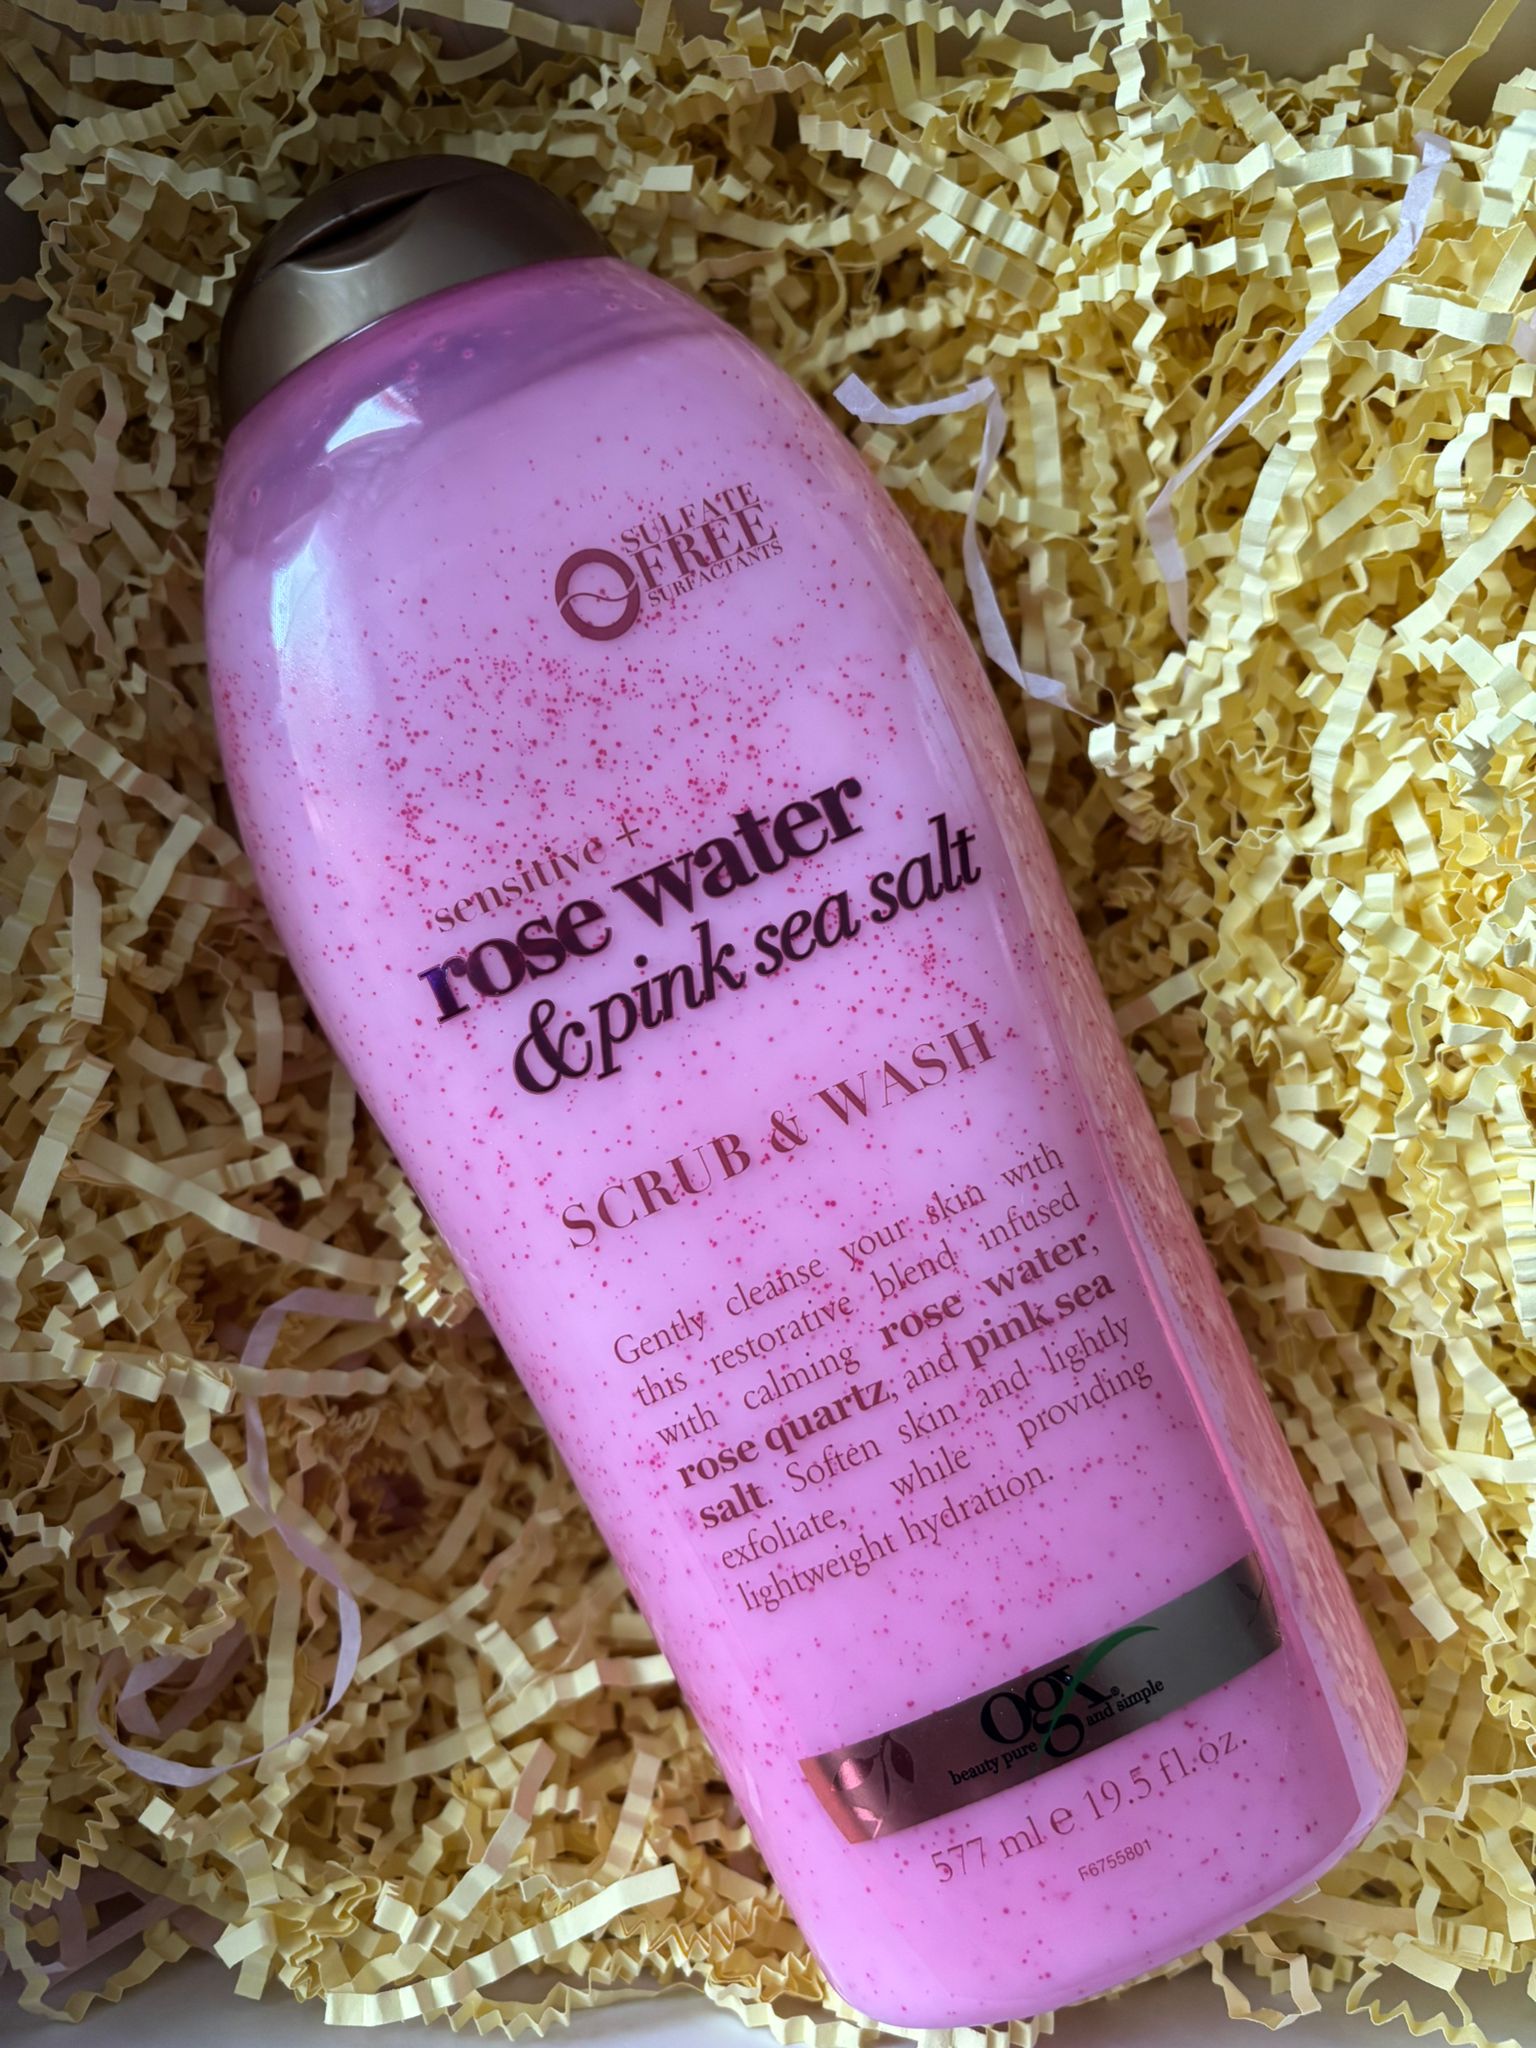 SULFATE
FREE
SURFACTANTS
sensitive +
rose water
& pink sea salt
SCRUB & WASH
Gently cleanse your skin with
this restorative blend infused
with calming rose water,
rose quartz, and pink sea
salt. Soften skin and lightly
exfoliate, while providing
lightweight hydration.
ogx®
beauty pure and simple
577 ml ℮ 19.5 fl.oz.
F6755801